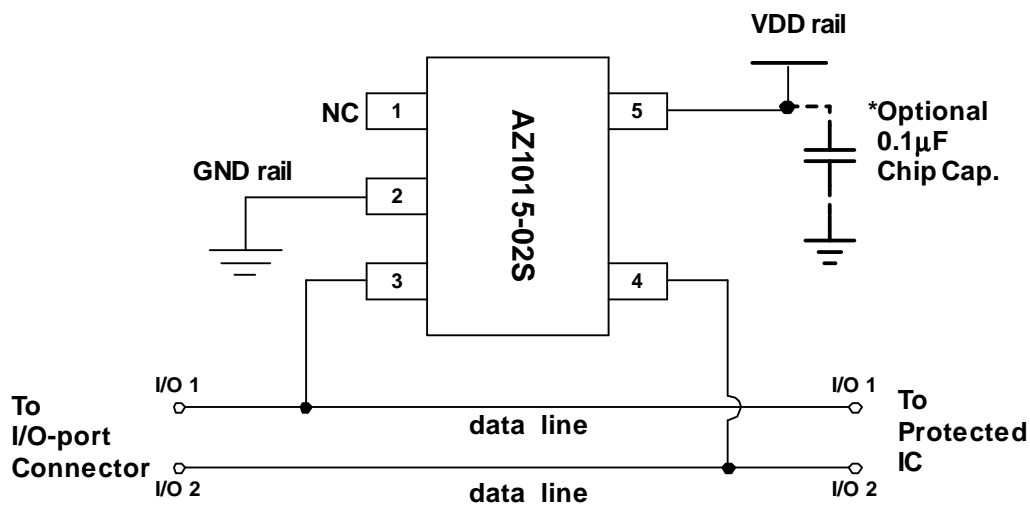 VDD rail
NC
1
5
*Optional
0.1μF
Chip Cap.
AZ1015-02S
GND rail
2
3
4
I/O 1
I/O 1
To
I/O-port
Connector
data line
To
Protected
IC
I/O 2
I/O 2
data line